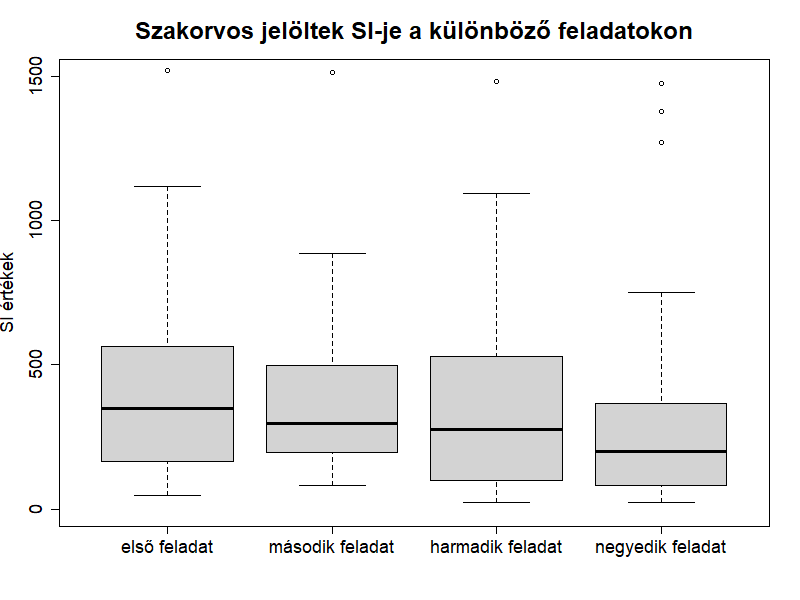 Szakorvos jelöltek SI-je a különböző feladatokon
SI értékek
1500
1000
500
0
első feladat
második feladat
harmadik feladat
negyedik feladat